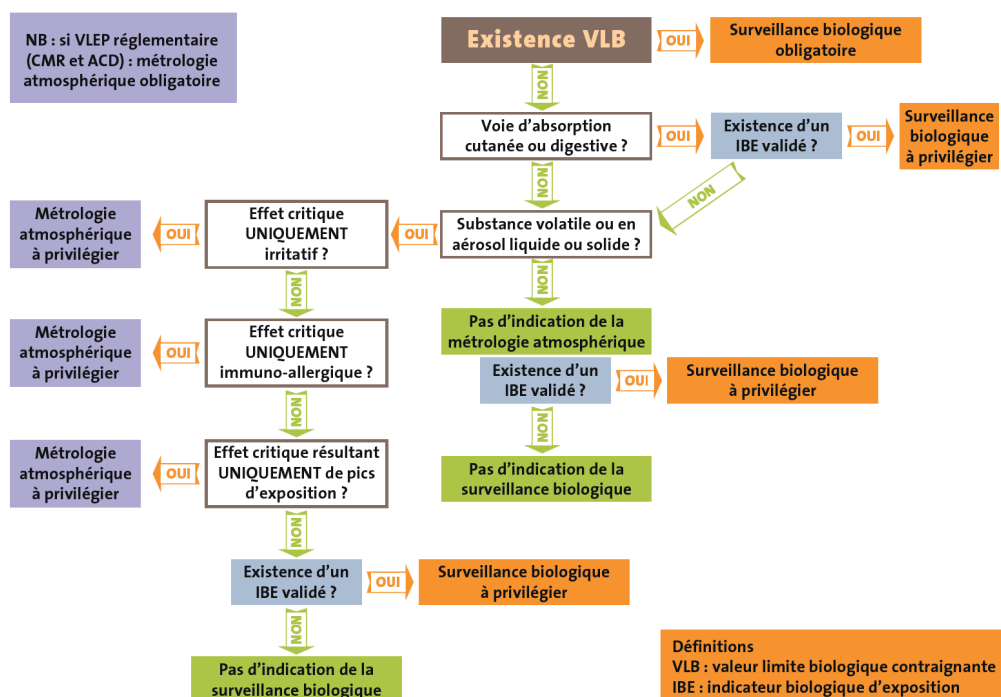 NB : si VLEP réglementaire
(CMR et ACD) : métrologie
atmosphérique obligatoire
Existence VLB
OUI
Surveillance biologique
obligatoire
NON
Voie d'absorption
cutanée ou digestive ?
OUI
Existence d'un
IBE validé ?
OUI
Surveillance
biologique
à privilégier
NON
NON
Métrologie
atmosphérique
à privilégier
OUI
Effet critique
UNIQUEMENT
irritatif ?
OUI
Substance volatile ou en
aérosol liquide ou solide ?
NON
NON
Métrologie
atmosphérique
à privilégier
OUI
Effet critique
UNIQUEMENT
immuno-allergique ?
Pas d'indication de la
métrologie atmosphérique
Existence d'un
IBE validé ?
OUI
Surveillance biologique
à privilégier
NON
NON
Métrologie
atmosphérique
à privilégier
OUI
Effet critique résultant
UNIQUEMENT de pics
d'exposition ?
Pas d'indication de la
surveillance biologique
NON
Existence d'un
IBE validé ?
OUI
Surveillance biologique
à privilégier
NON
Pas d'indication de la
surveillance biologique
Définitions
VLB : valeur limite biologique contraignante
IBE : indicateur biologique d'exposition